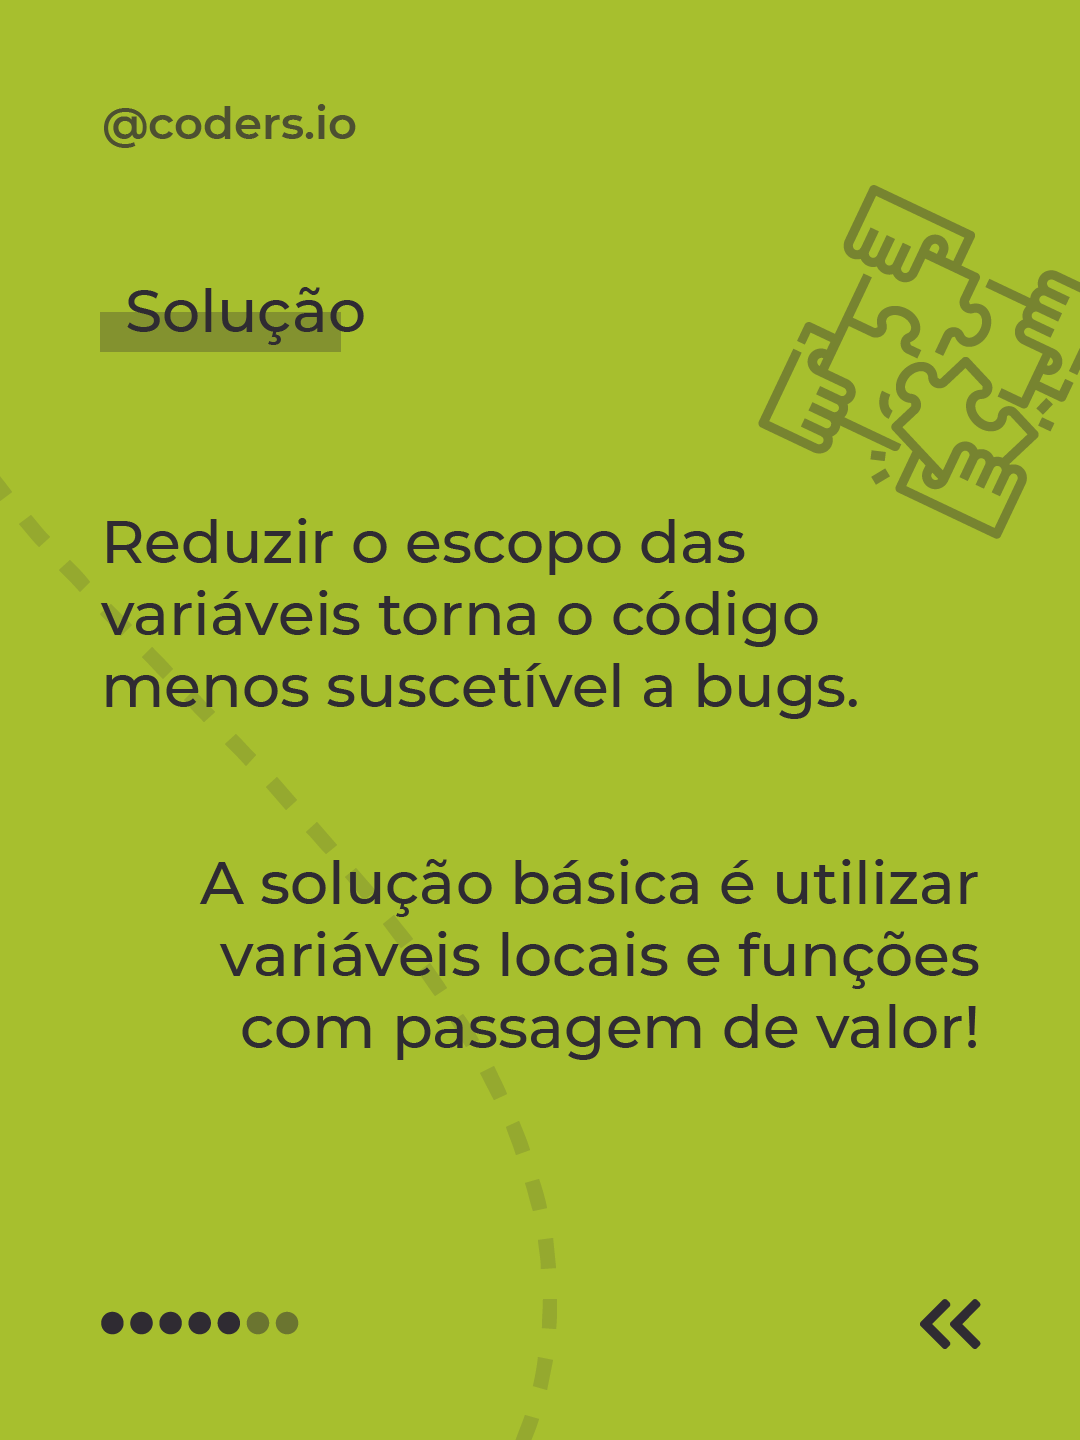 @coders.io
Solução
Reduzir o escopo das
variáveis torna o código
menos suscetível a bugs.
A solução básica é utilizar
variáveis locais e funções
com passagem de valor!